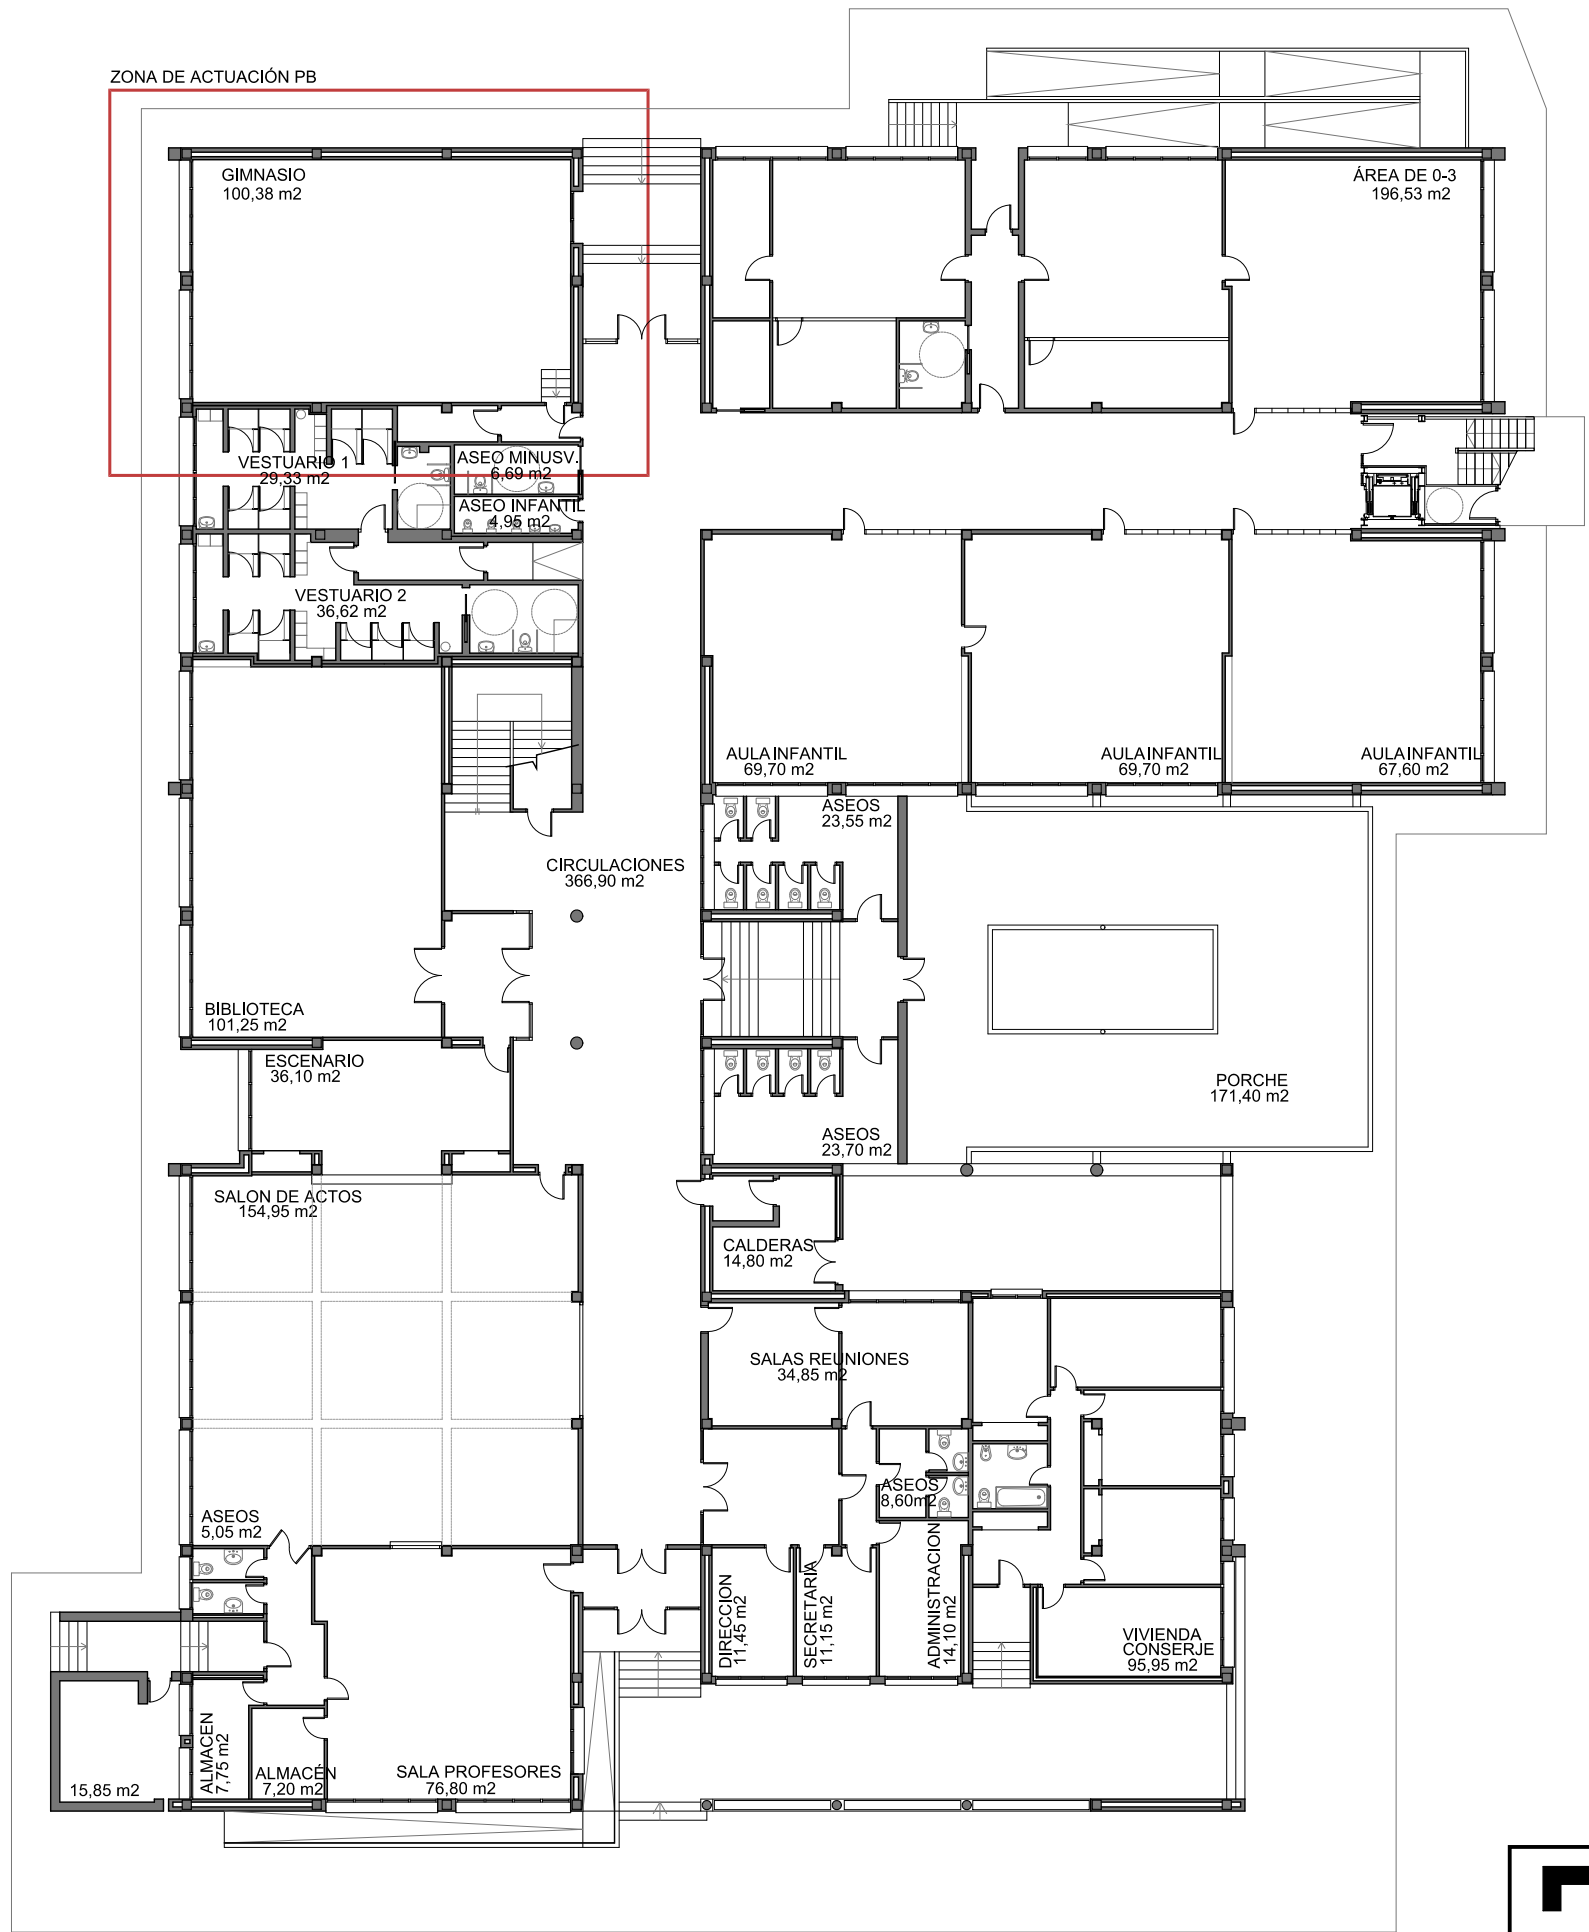 ZONA DE ACTUACIÓN PB
GIMNASIO
100,38 m2
ÁREA DE 0-3
196,53 m2
VESTUARIO 1
29,33 m2
ASEO MINUSV.
6,69 m2
ASEO INFANTIL
4,95 m2
VESTUARIO 2
36,62 m2
AULA INFANTIL
69,70 m2
AULA INFANTIL
69,70 m2
AULA INFANTIL
67,60 m2
ASEOS
23,55 m2
CIRCULACIONES
366,90 m2
BIBLIOTECA
101,25 m2
ESCENARIO
36,10 m2
PORCHE
171,40 m2
ASEOS
23,70 m2
SALON DE ACTOS
154,95 m2
CALDERAS
14,80 m2
SALAS REUNIONES
34,85 m2
ASEOS
8,60m2
ASEOS
5,05 m2
DIRECCION
11,45 m2
SECRETARIA
11,15 m2
ADMINISTRACION
14,10 m2
VIVIENDA
CONSERJE
95,95 m2
ALMACEN
7,75 m2
ALMACÉN
7,20 m2
SALA PROFESORES
76,80 m2
15,85 m2